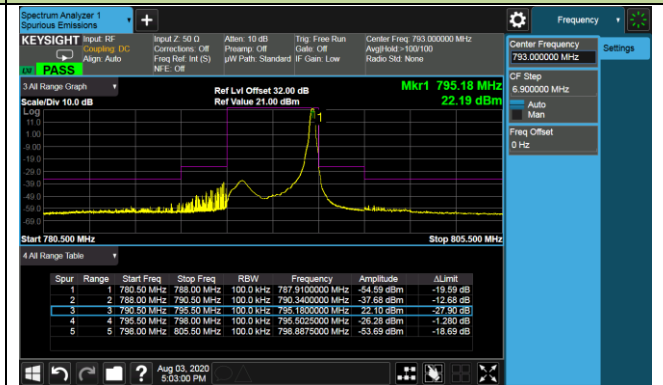 Spectrum Analyzer 1
Spurious Emissions
Frequency
KEYSIGHT Input: RF
Coupling: DC
Align: Auto
Input Z: 50 Ω
Corrections: Off
Freq Ref: Int (S)
NFE: Off
Atten: 10 dB
Preamp: Off
µW Path: Standard
Trig: Free Run
Gate: Off
IF Gain: Low
Center Freq: 793.000000 MHz
Avg|Hold:>100/100
Radio Std: None
LVI PASS
Center Frequency
793.000000 MHz
Settings
CF Step
6.900000 MHz
Auto
Man
Freq Offset
0 Hz
3 All Range Graph
Scale/Div 10.0 dB
Ref Lvl Offset 32.00 dB
Ref Value 21.00 dBm
Mkr1 795.18 MHz
22.19 dBm
Log
11.0
1.00
-9.00
-19.0
-29.0
-39.0
-49.0
-59.0
-69.0
1
Start 780.500 MHz
Stop 805.500 MHz
4 All Range Table
Spur Range Start Freq Stop Freq RBW Frequency Amplitude ΔLimit
1 1 780.50 MHz 788.00 MHz 100.0 kHz 787.9100000 MHz -54.59 dBm -19.59 dB
2 2 788.00 MHz 790.50 MHz 100.0 kHz 790.3400000 MHz -37.68 dBm -12.68 dB
3 3 790.50 MHz 795.50 MHz 100.0 kHz 795.1800000 MHz 22.10 dBm -27.90 dB
4 4 795.50 MHz 798.00 MHz 100.0 kHz 795.5025000 MHz -26.28 dBm -1.280 dB
5 5 798.00 MHz 805.50 MHz 100.0 kHz 798.8875000 MHz -53.69 dBm -18.69 dB
?
Aug 03, 2020
5:03:00 PM